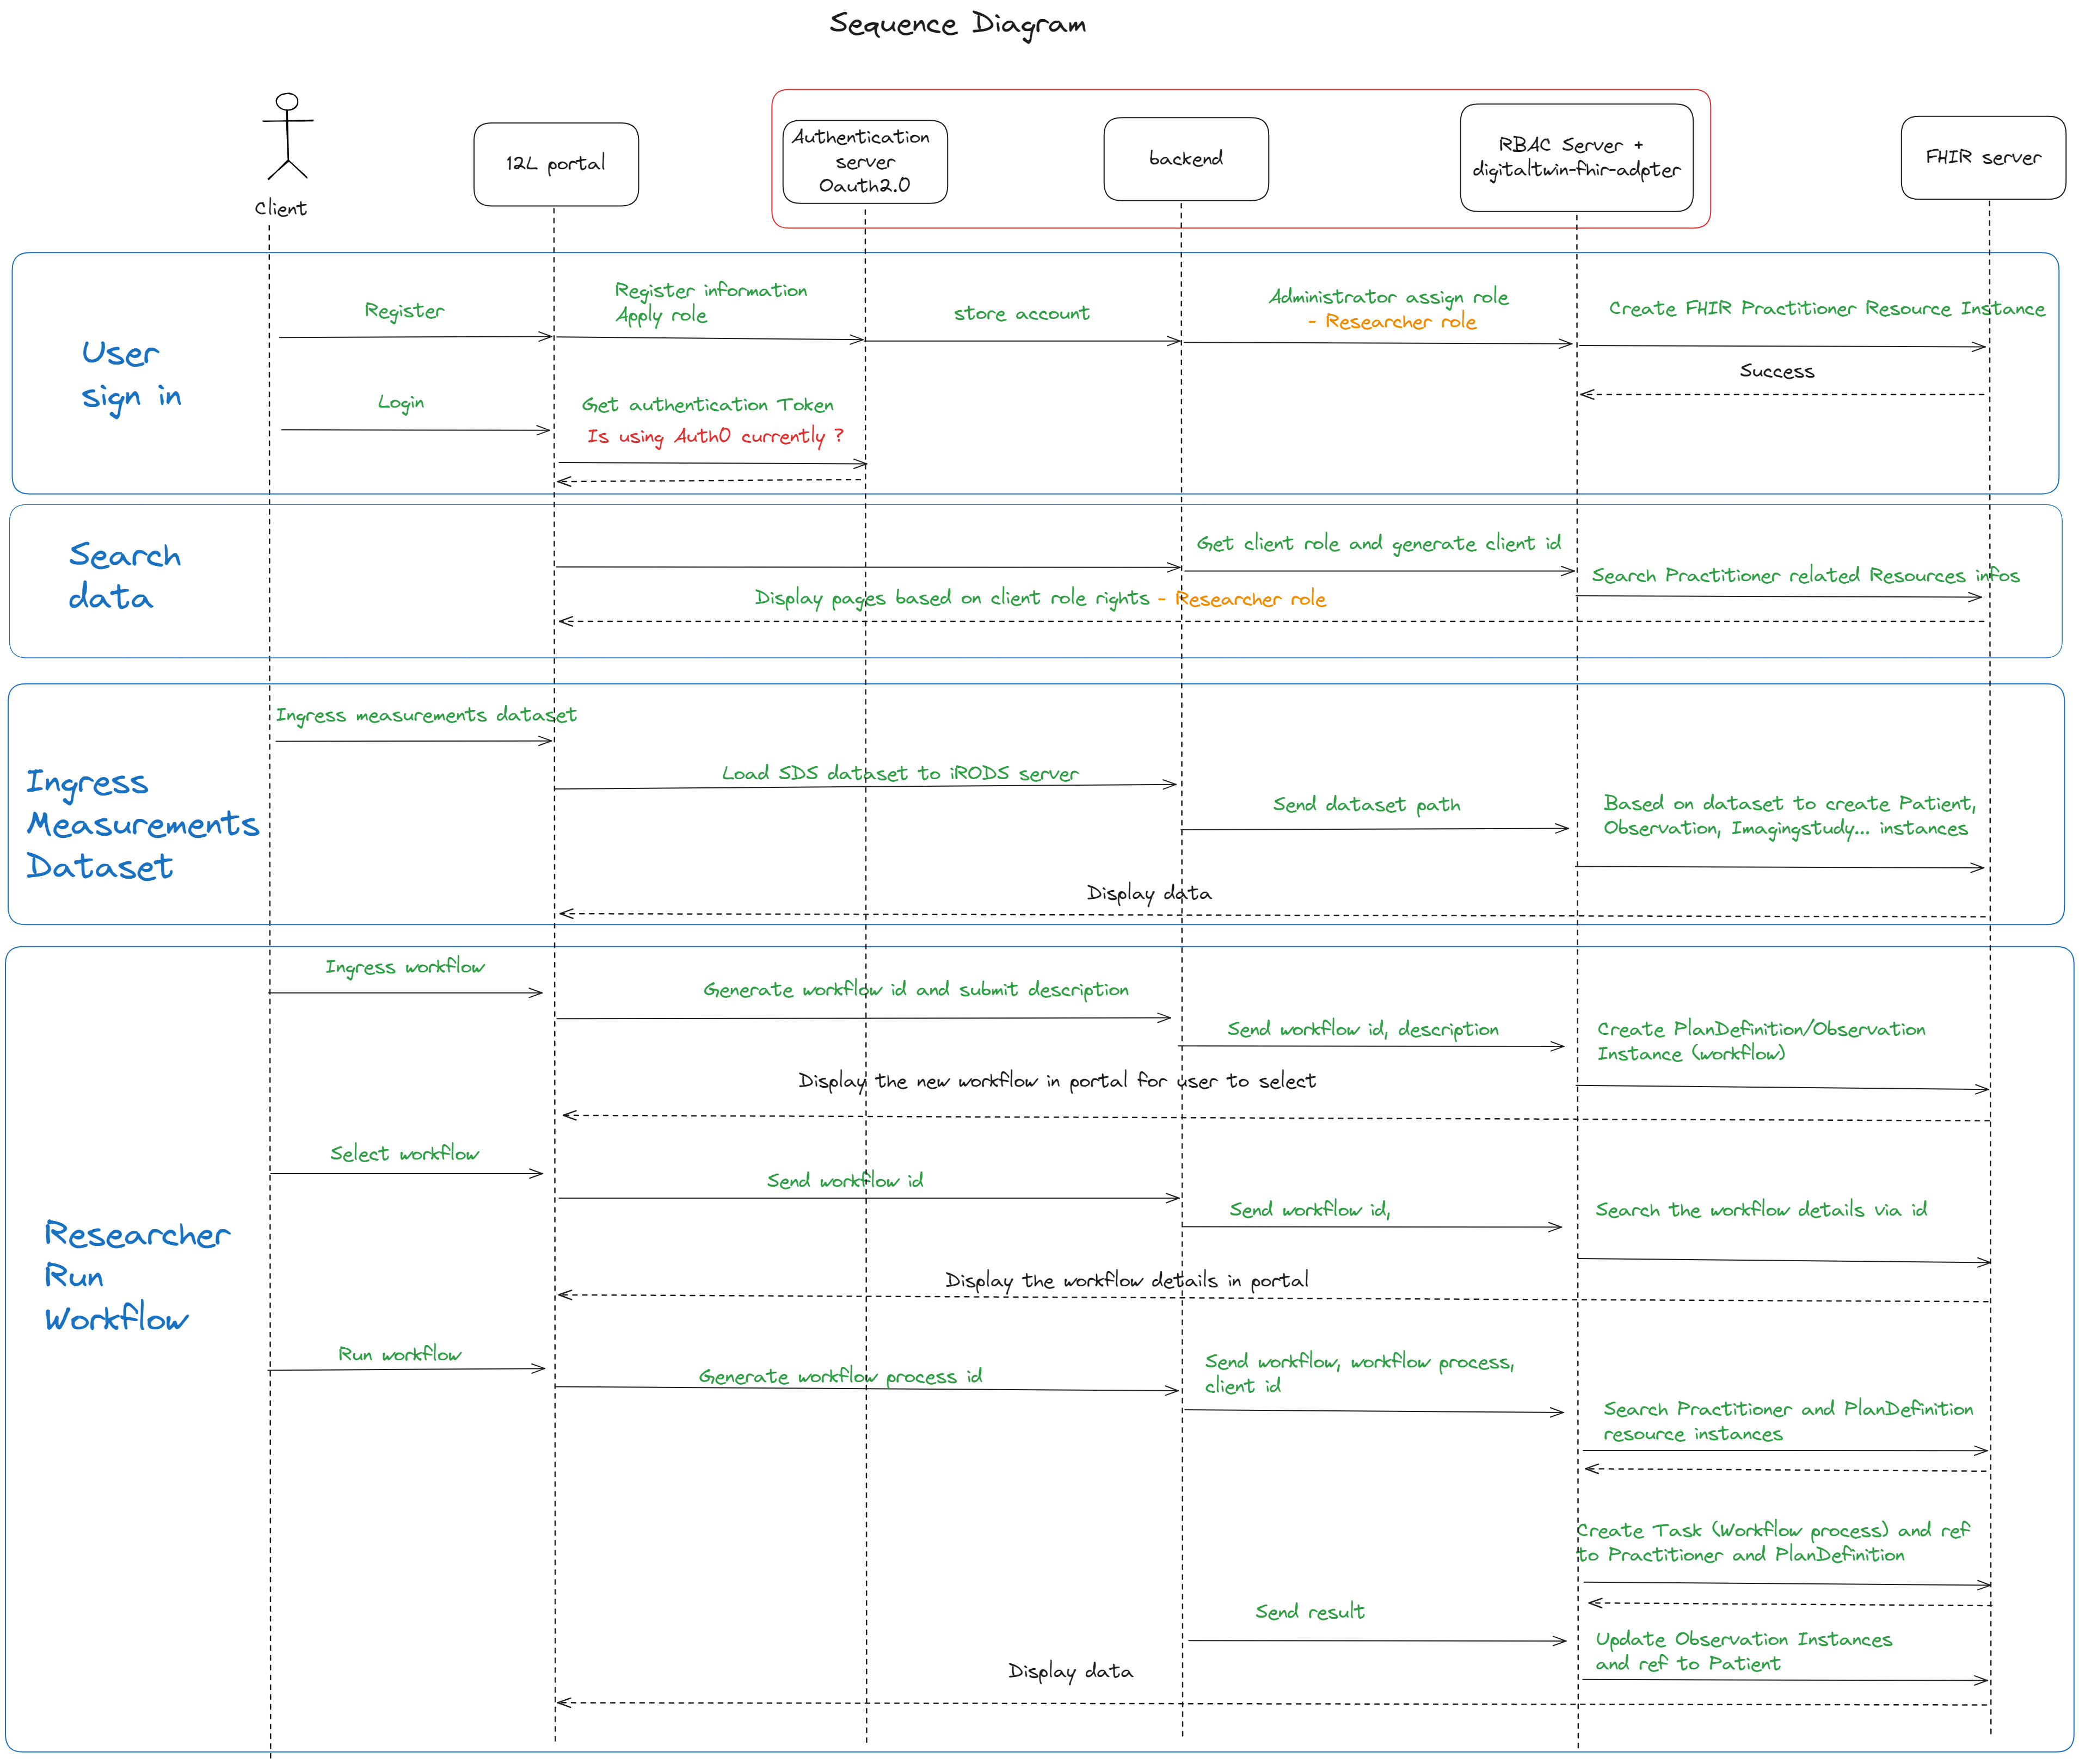 Sequence Diagram
Client
12L portal
Authentication
server
Oauth2.0
backend
RBAC Server +
digitaltwin-fhir-adpter
FHIR server
User
sign in
Register
Register information
Apply role
store account
Administrator assign role
- Researcher role
Create FHIR Practitioner Resource Instance
Success
Login
Get authentication Token
Is using Auth0 currently ?
Search
data
Get client role and generate client id
Search Practitioner related Resources infos
Display pages based on client role rights - Researcher role
Ingress
Measurements
Dataset
Ingress measurements dataset
Load SDS dataset to iRODS server
Send dataset path
Based on dataset to create Patient,
Observation, Imagingstudy... instances
Display data
Researcher
Run
Workflow
Ingress workflow
Generate workflow id and submit description
Send workflow id, description
Create PlanDefinition/Observation
Instance (workflow)
Display the new workflow in portal for user to select
Select workflow
Send workflow id
Send workflow id,
Search the workflow details via id
Display the workflow details in portal
Run workflow
Generate workflow process id
Send workflow, workflow process,
client id
Search Practitioner and PlanDefinition
resource instances
Create Task (Workflow process) and ref
to Practitioner and PlanDefinition
Send result
Update Observation Instances
and ref to Patient
Display data